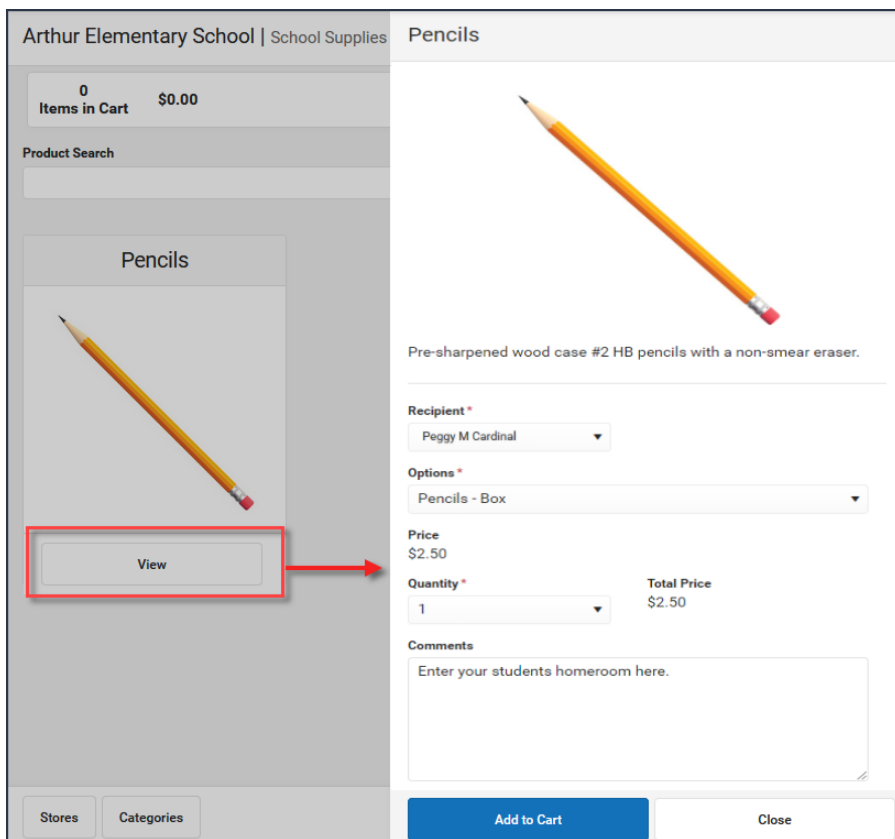 Arthur Elementary School | School Supplies
0
Items in Cart
$0.00
Product Search
Pencils
View
Stores
Categories
Pencils
Pre-sharpened wood case #2 HB pencils with a non-smear eraser.
Recipient *
Peggy M Cardinal
Options *
Pencils - Box
Price
$2.50
Quantity *
1
Total Price
$2.50
Comments
Enter your students homeroom here.
Add to Cart
Close